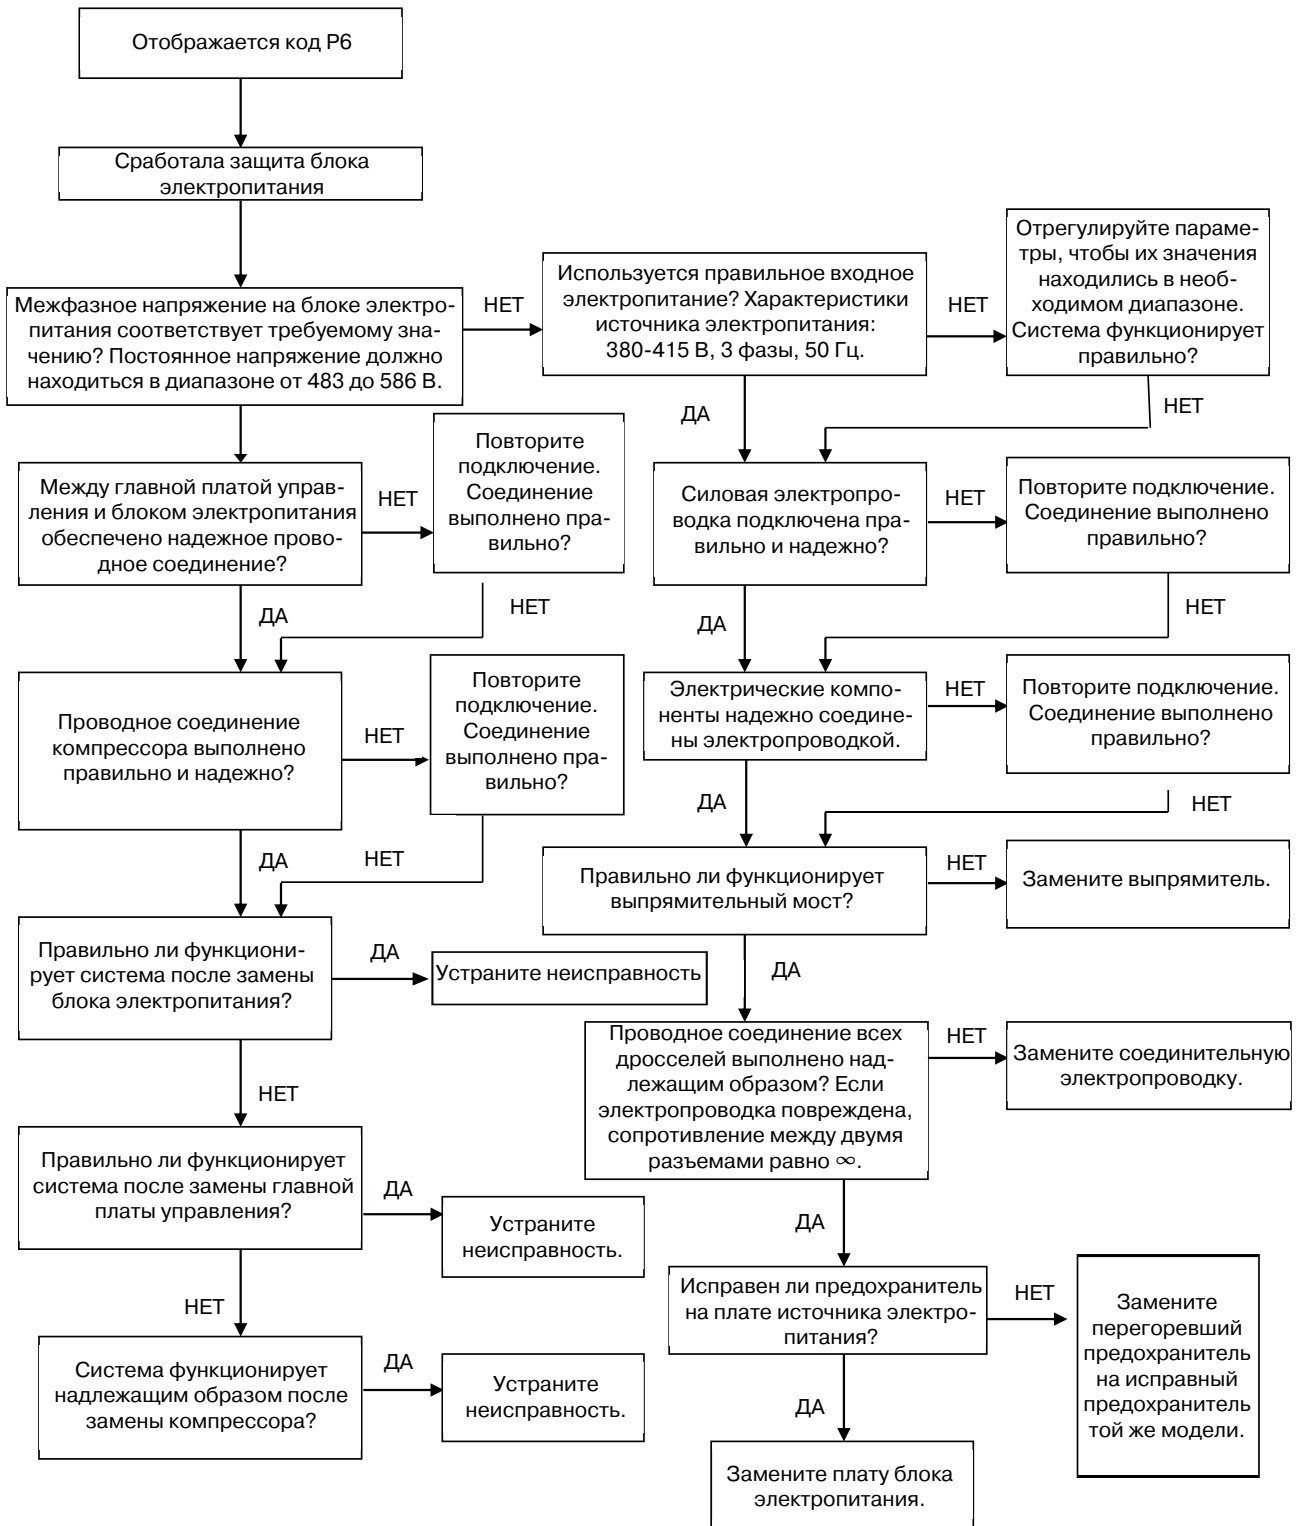 Отображается код P6
Сработала защита блока
электропитания
Межфазное напряжение на блоке электро-
питания соответствует требуемому зна-
чению? Постоянное напряжение должно
находиться в диапазоне от 483 до 586 В.
НЕТ
Используется правильное входное
электропитание? Характеристики
источника электропитания:
380-415 В, 3 фазы, 50 Гц.
НЕТ
Отрегулируйте параме-
тры, чтобы их значения
находились в необ-
ходимом диапазоне.
Система функционирует
правильно?
ДА
НЕТ
Между главной платой управ-
ления и блоком электропитания
обеспечено надежное прово-
дное соединение?
НЕТ
Повторите
подключение.
Соединение
выполнено пра-
вильно?
Силовая электропро-
водка подключена пра-
вильно и надежно?
НЕТ
Повторите подключение.
Соединение выполнено
правильно?
ДА
НЕТ
ДА
НЕТ
Проводное соединение
компрессора выполнено
правильно и надежно?
НЕТ
Повторите
подключение.
Соединение
выполнено пра-
вильно?
Электрические компо-
ненты надежно соедине-
ны электропроводкой.
НЕТ
Повторите подключение.
Соединение выполнено
правильно?
ДА
НЕТ
ДА
НЕТ
Правильно ли функционирует
выпрямительный мост?
НЕТ
Замените выпрямитель.
Правильно ли функциони-
рует система после замены
блока электропитания?
ДА
Устраните неисправность
ДА
Проводное соединение всех
дросселей выполнено над-
лежащим образом? Если
электропроводка повреждена,
сопротивление между двумя
разъемами равно ∞.
НЕТ
Замените соединительную
электропроводку.
НЕТ
Правильно ли функционирует
система после замены главной
платы управления?
ДА
Устраните
неисправность.
ДА
Исправен ли предохранитель
на плате источника электро-
питания?
НЕТ
Замените
перегоревший
предохранитель
на исправный
предохранитель
той же модели.
НЕТ
Система функционирует
надлежащим образом после
замены компрессора?
ДА
Устраните
неисправность.
ДА
Замените плату блока
электропитания.